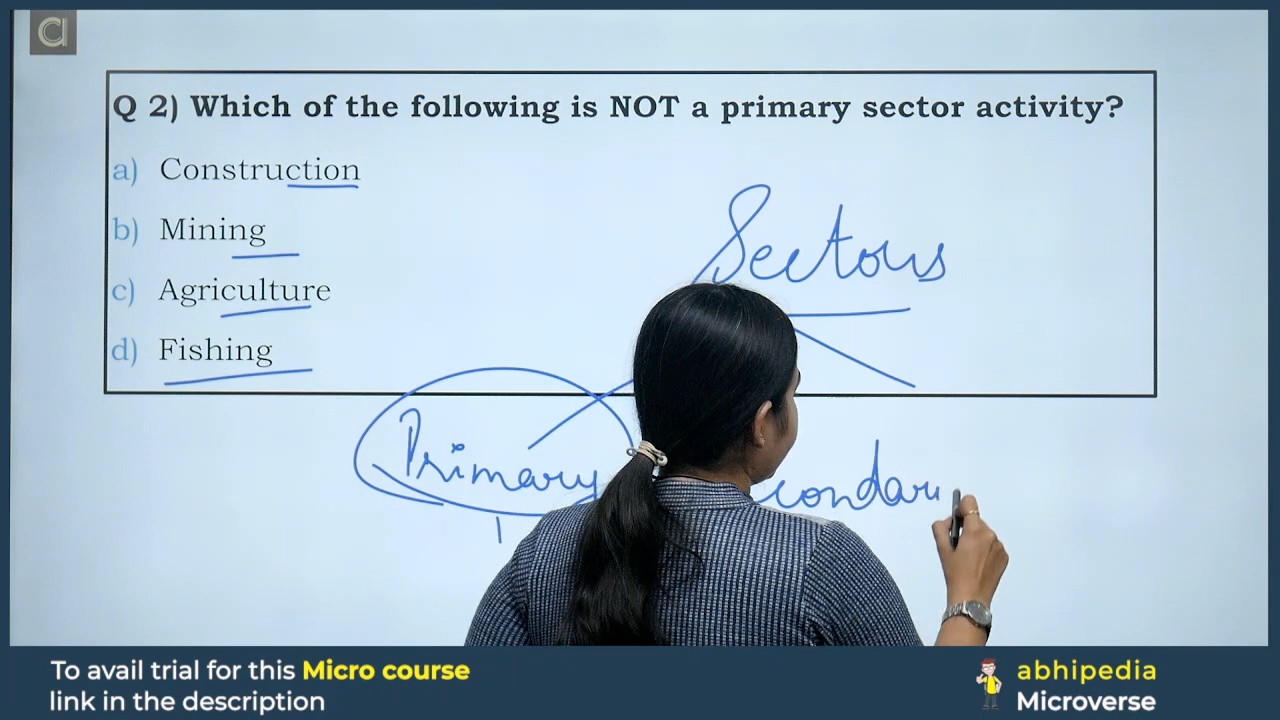 Q 2) Which of the following is NOT a primary sector activity?
a) Construction
b) Mining
c) Agriculture
d) Fishing
Sectors
Primary
condary
To avail trial for this Micro course
link in the description
abhipedia
Microverse